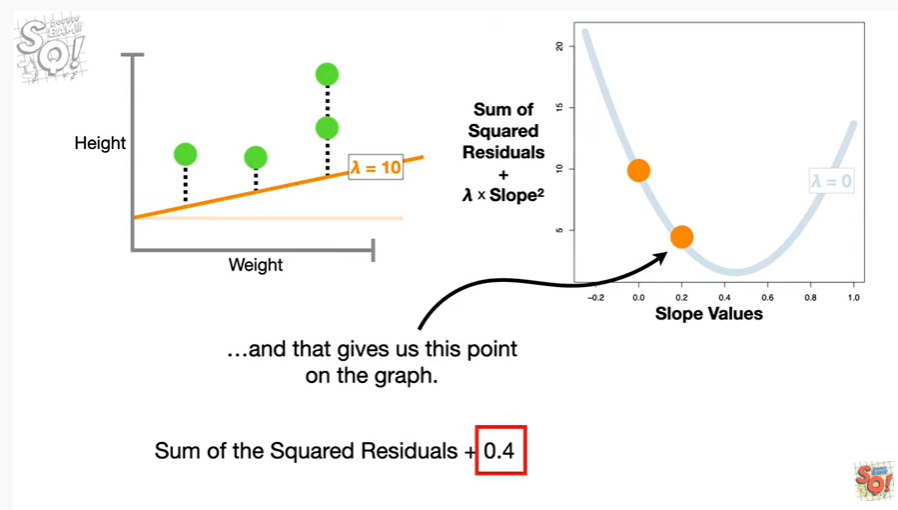 Height
λ = 10
Weight
Sum of
Squared
Residuals
+
λ × Slope²
20
15
10
5
λ = 0
−0.2 0.0 0.2 0.4 0.6 0.8 1.0
Slope Values
…and that gives us this point
on the graph.
Sum of the Squared Residuals + 0.4
SQ!